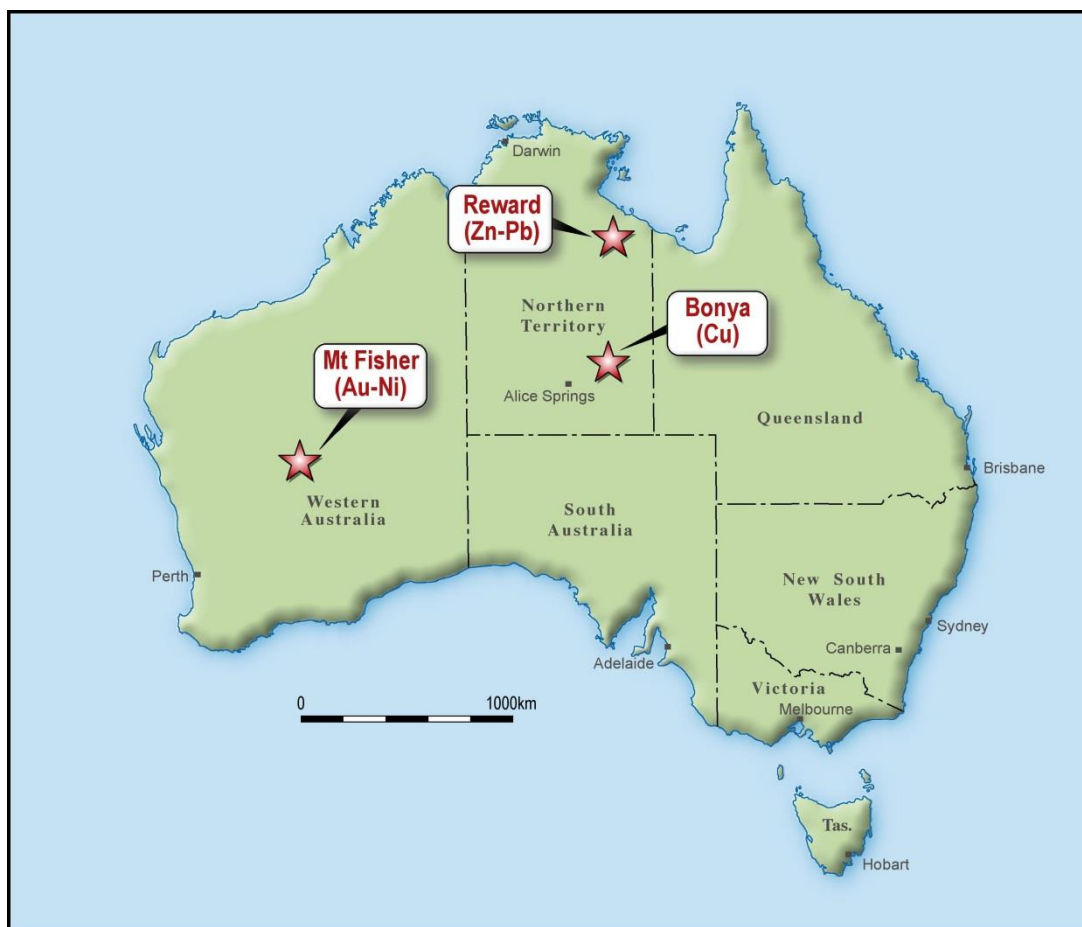 Darwin
Reward
(Zn-Pb)
Northern
Territory
Bonya
(Cu)
Mt Fisher
(Au-Ni)
Alice Springs
Queensland
Brisbane
Western
Australia
South
Australia
Perth
New South
Wales
Sydney
Canberra
Adelaide
Victoria
Melbourne
0 1000km
Tas.
Hobart